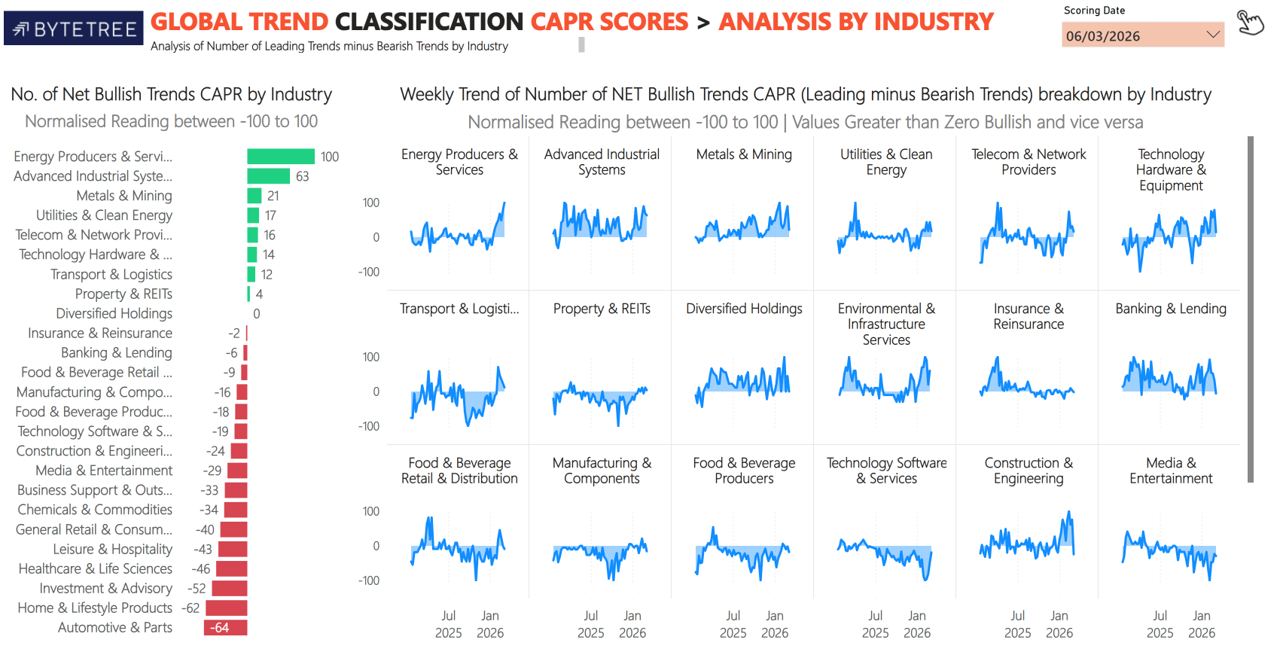 BYTETREE
GLOBAL TREND CLASSIFICATION CAPR SCORES > ANALYSIS BY INDUSTRY
Analysis of Number of Leading Trends minus Bearish Trends by Industry
Scoring Date
06/03/2026
No. of Net Bullish Trends CAPR by Industry
Normalised Reading between -100 to 100
Energy Producers & Servi... 100
Advanced Industrial Syste... 63
Metals & Mining 21
Utilities & Clean Energy 17
Telecom & Network Provi... 16
Technology Hardware & ... 14
Transport & Logistics 12
Property & REITs 4
Diversified Holdings 0
Insurance & Reinsurance -2
Banking & Lending -6
Food & Beverage Retail ... -9
Manufacturing & Compo... -16
Food & Beverage Produc... -18
Technology Software & S... -19
Construction & Engineeri... -24
Media & Entertainment -29
Business Support & Outs... -33
Chemicals & Commodities -34
General Retail & Consum... -40
Leisure & Hospitality -43
Healthcare & Life Sciences -46
Investment & Advisory -52
Home & Lifestyle Products -62
Automotive & Parts -64
Weekly Trend of Number of NET Bullish Trends CAPR (Leading minus Bearish Trends) breakdown by Industry
Normalised Reading between -100 to 100 | Values Greater than Zero Bullish and vice versa
Energy Producers &
Services
Advanced Industrial
Systems
Metals & Mining
Utilities & Clean
Energy
Telecom & Network
Providers
Technology
Hardware &
Equipment
100
0
-100
Transport & Logisti...
Property & REITs
Diversified Holdings
Environmental &
Infrastructure
Services
Insurance &
Reinsurance
Banking & Lending
100
0
-100
Food & Beverage
Retail & Distribution
Manufacturing &
Components
Food & Beverage
Producers
Technology Software
& Services
Construction &
Engineering
Media &
Entertainment
100
0
-100
Jul Jan Jul Jan Jul Jan Jul Jan Jul Jan Jul Jan
2025 2026 2025 2026 2025 2026 2025 2026 2025 2026 2025 2026